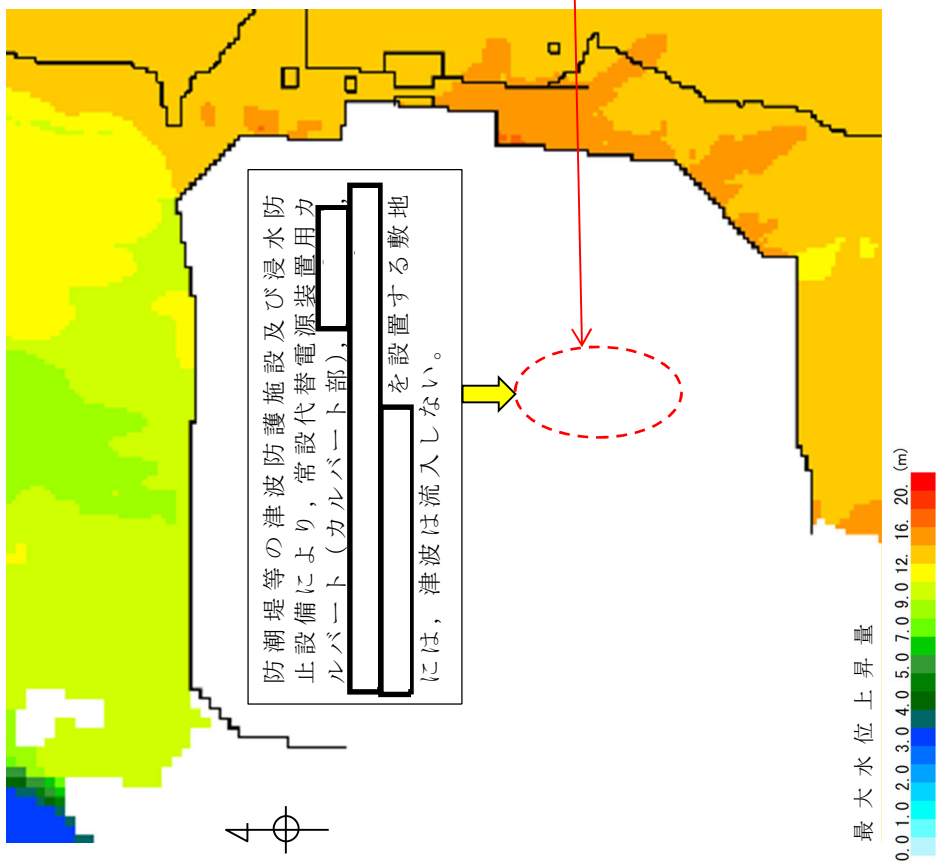 防潮堤等の津波防護施設及び浸水防
止設備により，常設代替電源装置用カ
ルバート（カルバート部），
を設置する敷地
には，津波は流入しない。
最大水位上昇量
0.0 1.0 2.0 3.0 4.0 5.0 7.0 9.0 12. 16. 20. (m)